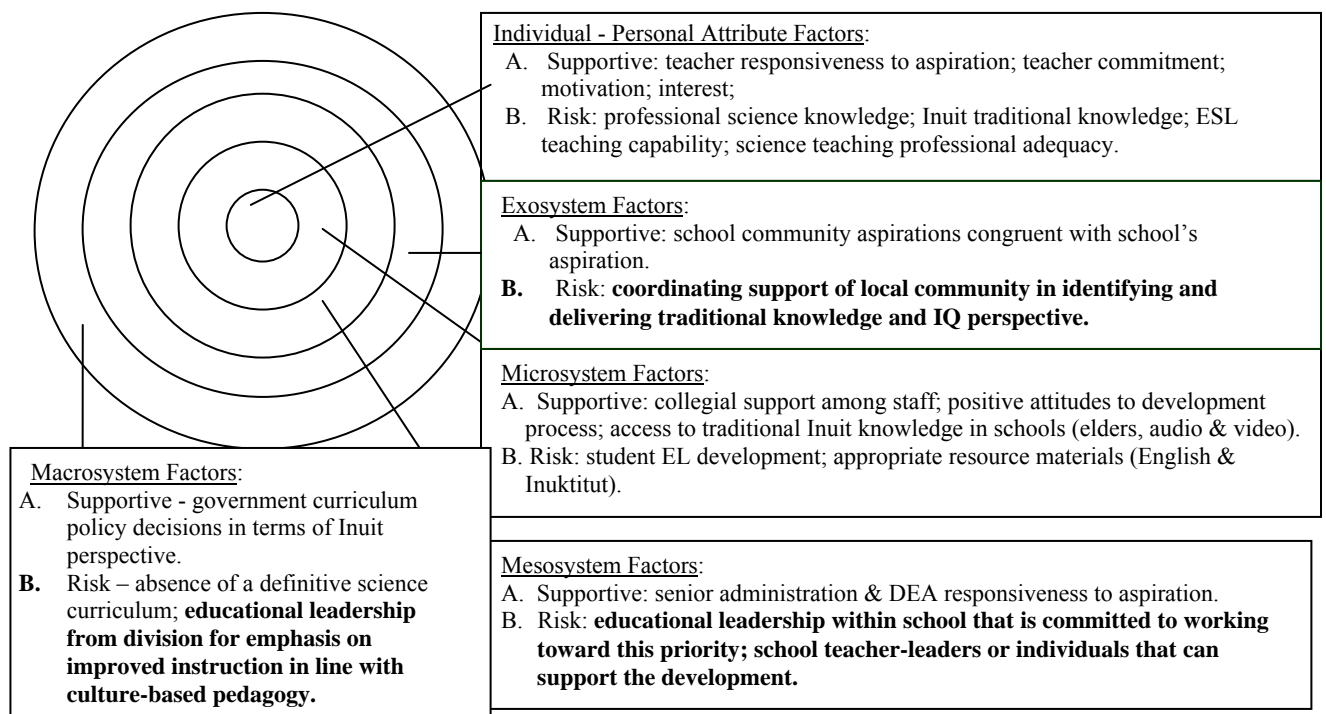 Individual - Personal Attribute Factors:
A. Supportive: teacher responsiveness to aspiration; teacher commitment;
motivation; interest;
B. Risk: professional science knowledge; Inuit traditional knowledge; ESL
teaching capability; science teaching professional adequacy.
Exosystem Factors:
A. Supportive: school community aspirations congruent with school’s
aspiration.
B. Risk: coordinating support of local community in identifying and
delivering traditional knowledge and IQ perspective.
Microsystem Factors:
A. Supportive: collegial support among staff; positive attitudes to development
process; access to traditional Inuit knowledge in schools (elders, audio & video).
B. Risk: student EL development; appropriate resource materials (English &
Inuktitut).
Macrosystem Factors:
A. Supportive - government curriculum
policy decisions in terms of Inuit
perspective.
B. Risk – absence of a definitive science
curriculum; educational leadership
from division for emphasis on
improved instruction in line with
culture-based pedagogy.
Mesosystem Factors:
A. Supportive: senior administration & DEA responsiveness to aspiration.
B. Risk: educational leadership within school that is committed to working
toward this priority; school teacher-leaders or individuals that can
support the development.